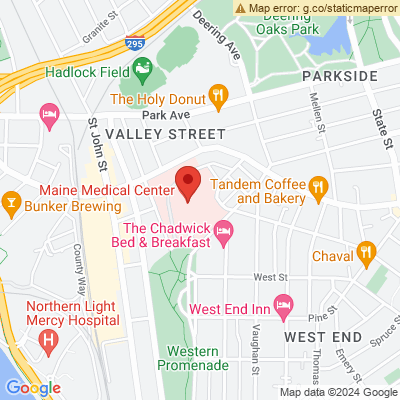 Map error: g.co/staticmaperror
Granite St
Deering Ave
Deering
Oaks Park
295
Hadlock Field
PARKSIDE
The Holy Donut
Park Ave
Mellen St
State St
VALLEY STREET
St John St
Maine Medical Center
Tandem Coffee
and Bakery
Bunker Brewing
The Chadwick
Bed & Breakfast
Chaval
County Way
West St
Northern Light
Mercy Hospital
West End Inn
Pine St
Spruce St
WEST END
Vaughan St
Thomas
Emery St
Western
Promenade
H
Google
Map data ©2024 Google